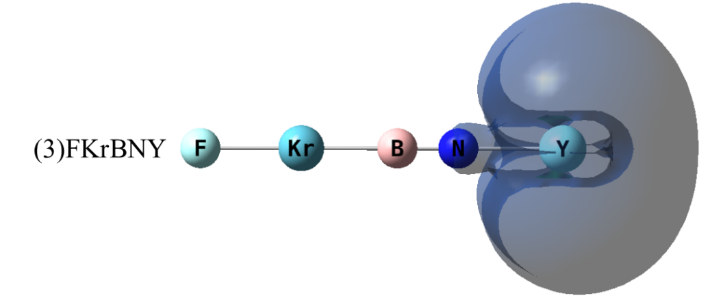 (3)FKrBNY F Kr B N Y